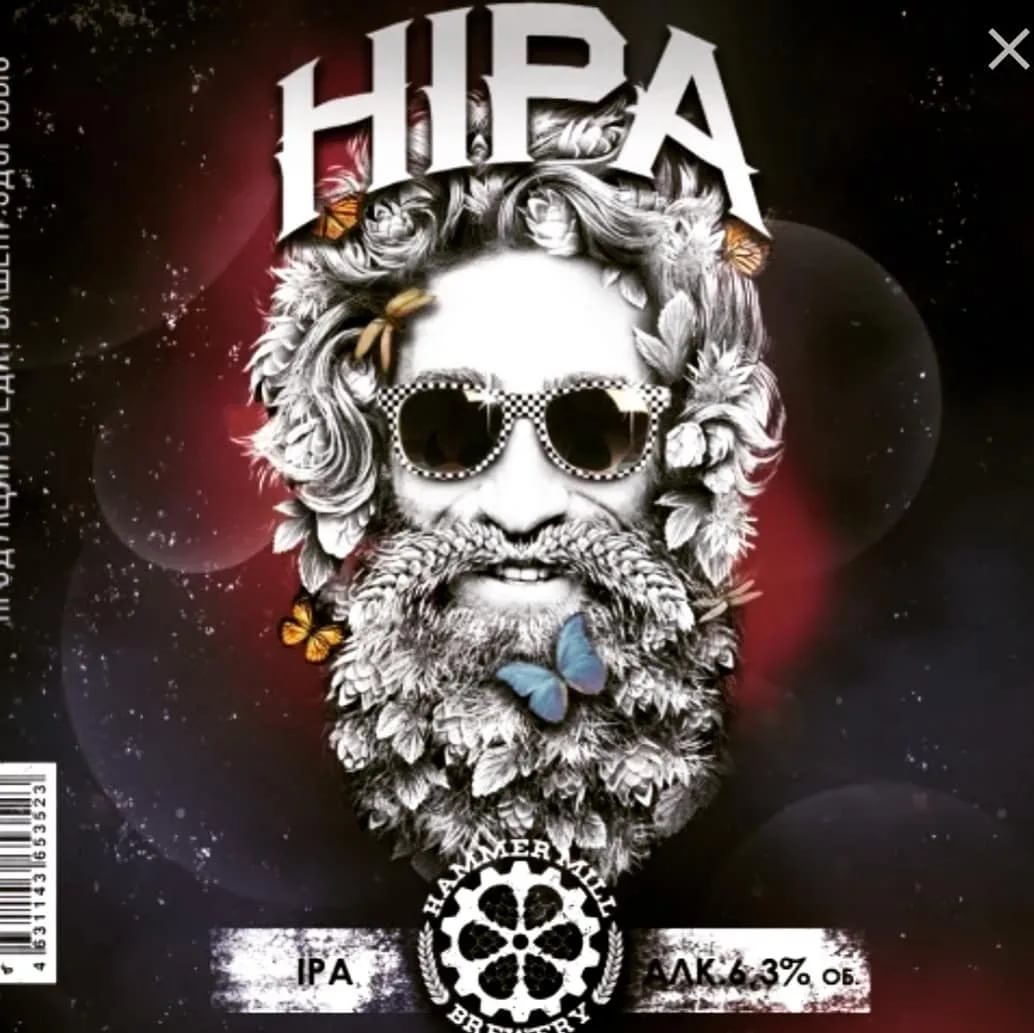 HIPA
HAMMER MILL
BREWERY
IPA
АЛК.6,3% ОБ.
4 631143 653523